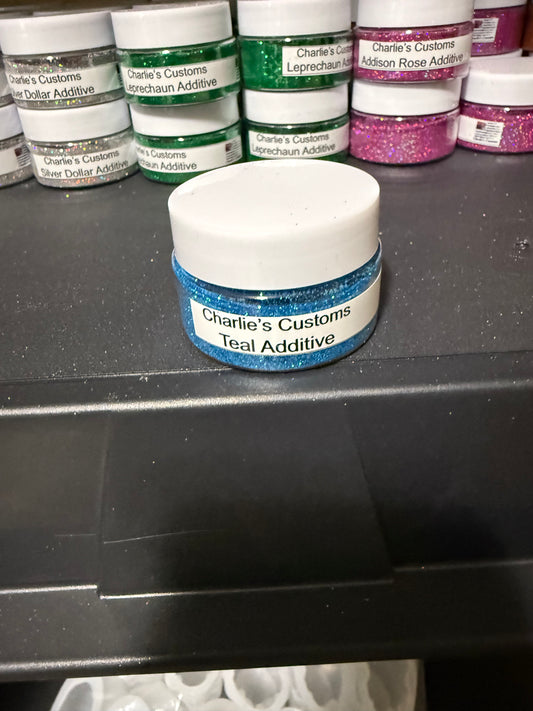 Charlie's Customs
Silver Dollar Additive
Charlie's Customs
Leprechaun Additive
Charlie's Customs
Leprechaun
Charlie's Customs
Addison Rose Additive
Charlie's Customs
Silver Dollar Additive
Customs
Additive
Charlie's Customs
Leprechaun Additive
Charlie's Customs
Teal Additive